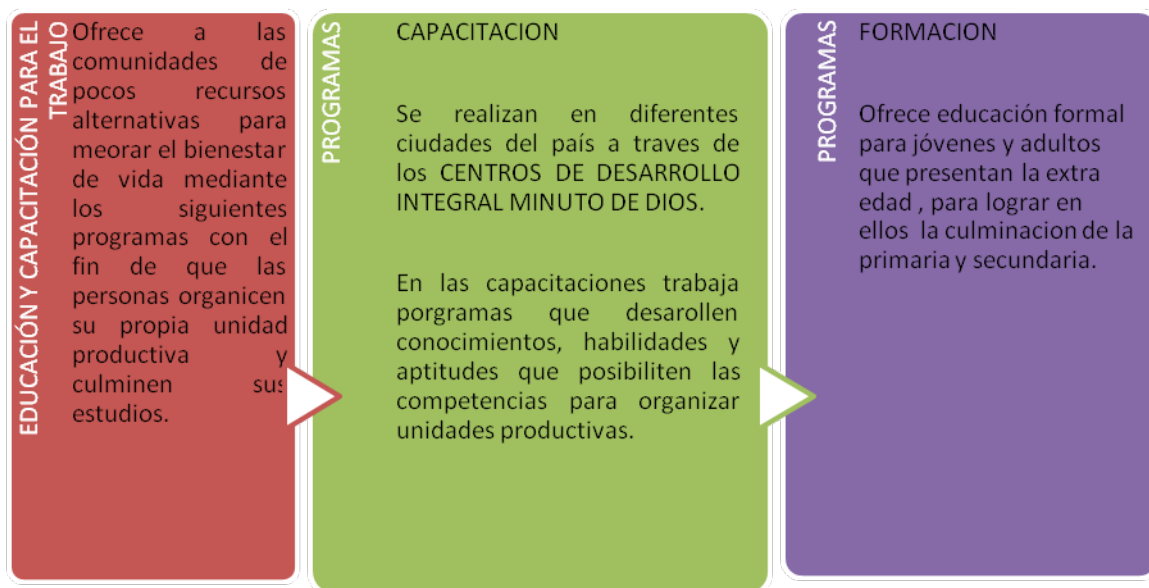 EDUCACIÓN Y CAPACITACIÓN PARA EL
TRABAJO
Ofrece a las
comunidades de
pocos recursos
alternativas para
meorar el bienestar
de vida mediante
los siguientes
programas con el
fin de que las
personas organicen
su propia unidad
productiva y
culminen sus
estudios.
PROGRAMAS
CAPACITACION
Se realizan en diferentes
ciudades del país a traves de
los CENTROS DE DESARROLLO
INTEGRAL MINUTO DE DIOS.
En las capacitaciones trabaja
porgramas que desarollen
conocimientos, habilidades y
aptitudes que posibiliten las
competencias para organizar
unidades productivas.
PROGRAMAS
FORMACION
Ofrece educación formal
para jóvenes y adultos
que presentan la extra
edad , para lograr en
ellos la culminacion de la
primaria y secundaria.